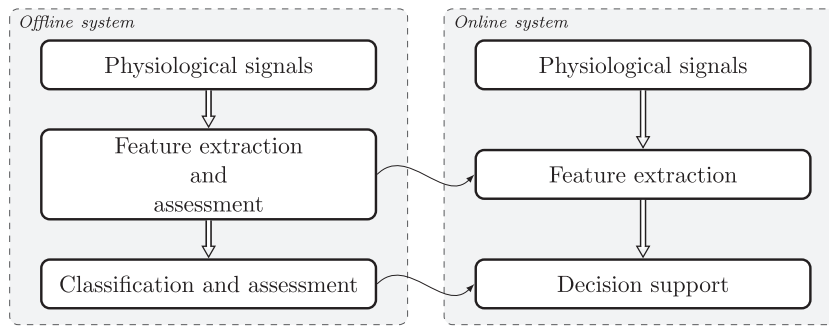 Offline system
Physiological signals
Feature extraction
and
assessment
Classification and assessment
Online system
Physiological signals
Feature extraction
Decision support